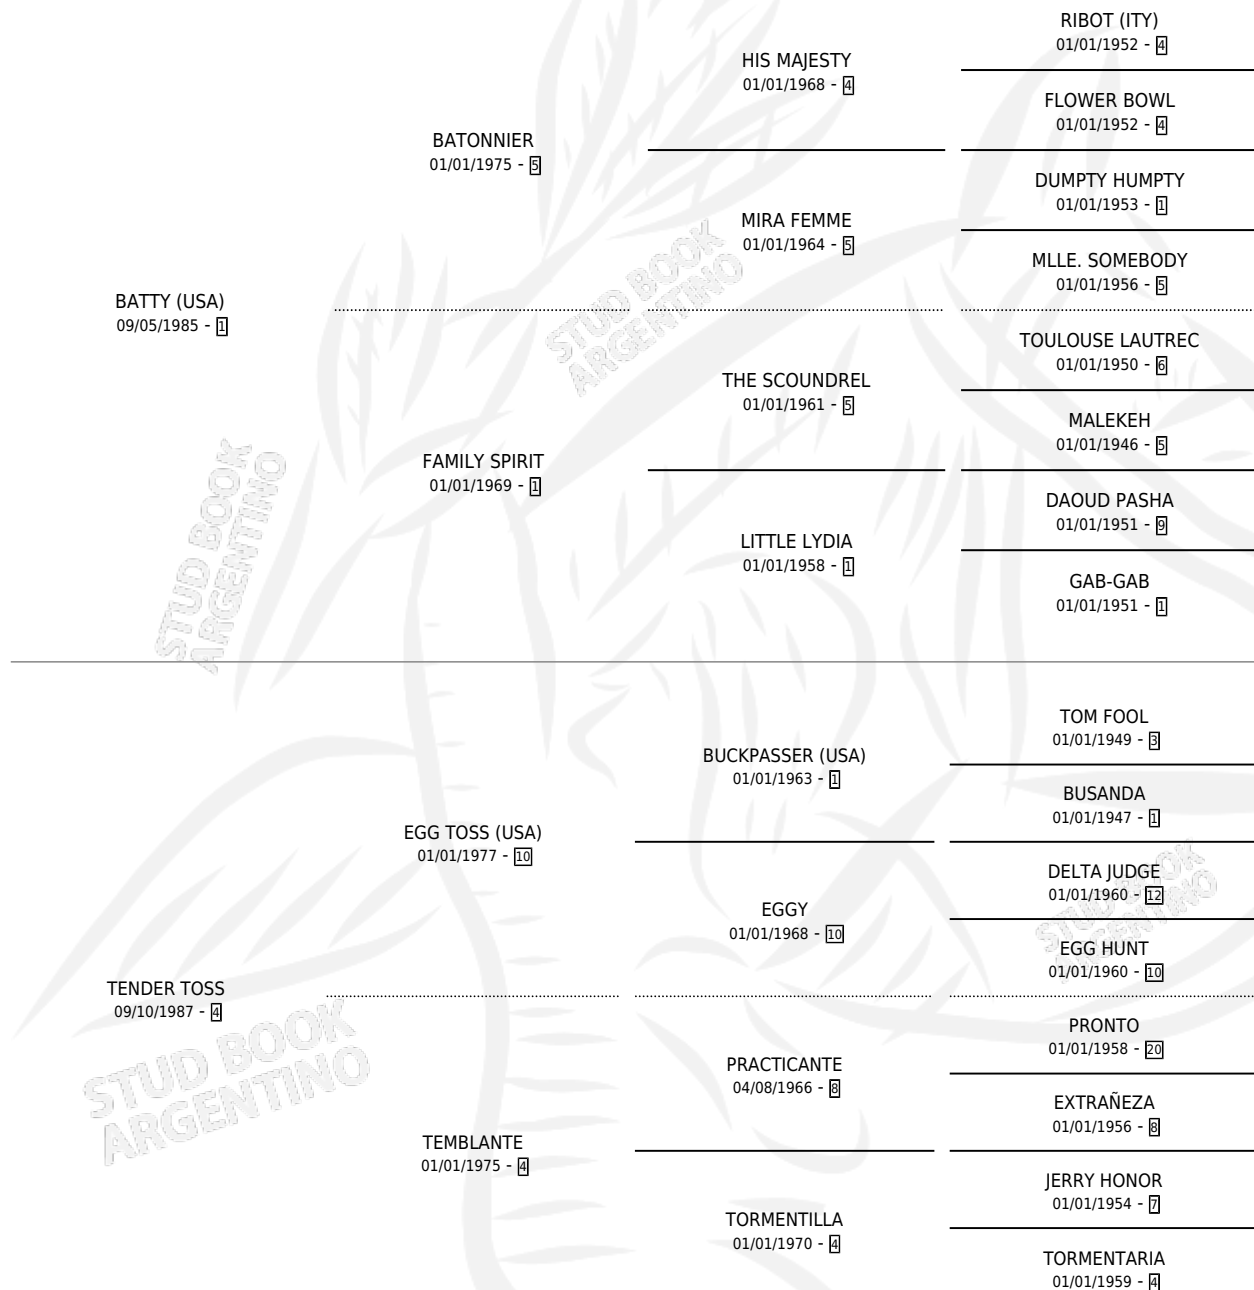 RIBOT (ITY)
01/01/1952 - 4
HIS MAJESTY
01/01/1968 - 4
FLOWER BOWL
01/01/1952 - 4
BATONNIER
01/01/1975 - 5
DUMPTY HUMPTY
01/01/1953 - 1
MIRA FEMME
01/01/1964 - 5
MLLE. SOMEBODY
01/01/1956 - 5
BATTY (USA)
09/05/1985 - 1
STUD BOOK
ARGENTINO
TOULOUSE LAUTREC
01/01/1950 - 6
THE SCOUNDREL
01/01/1961 - 5
MALEKEH
01/01/1946 - 5
FAMILY SPIRIT
01/01/1969 - 1
DAOUD PASHA
01/01/1951 - 9
LITTLE LYDIA
01/01/1958 - 1
GAB-GAB
01/01/1951 - 1
STUD BOOK
ARGENTINO
TOM FOOL
01/01/1949 - 3
BUCKPASSER (USA)
01/01/1963 - 1
BUSANDA
01/01/1947 - 1
EGG TOSS (USA)
01/01/1977 - 10
DELTA JUDGE
01/01/1960 - 12
EGGY
01/01/1968 - 10
STUD BOOK
ARGENTINO
EGG HUNT
01/01/1960 - 10
TENDER TOSS
09/10/1987 - 4
STUD BOOK
ARGENTINO
PRONTO
01/01/1958 - 20
PRACTICANTE
04/08/1966 - 8
EXTRAÑEZA
01/01/1956 - 8
TEMBLANTE
01/01/1975 - 4
JERRY HONOR
01/01/1954 - 7
TORMENTILLA
01/01/1970 - 4
TORMENTARIA
01/01/1959 - 4